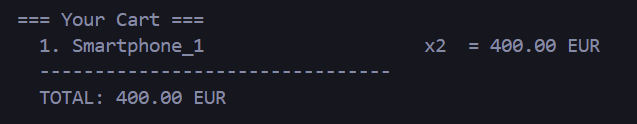 === Your Cart ===
1. Smartphone_1 x2 = 400.00 EUR
--------------------------------
TOTAL: 400.00 EUR